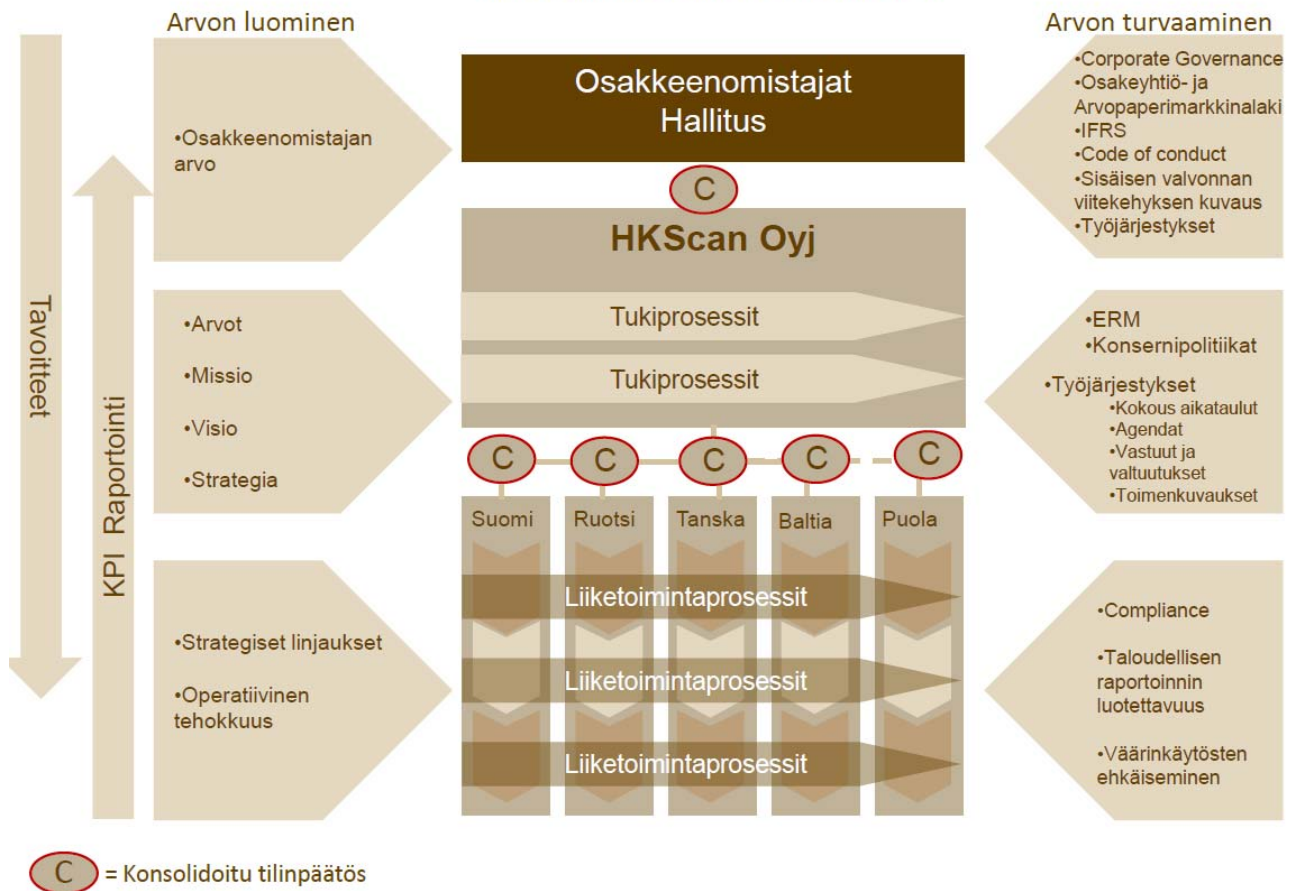 Arvon luominen
Arvon turvaaminen
Tavoitteet
KPI Raportointi
•Osakkeenomistajan
arvo
Osakkeenomistajat
Hallitus
•Corporate Governance
•Osakeyhtiö- ja
Arvopaperimarkkinalaki
•IFRS
•Code of conduct
•Sisäisen valvonnan
viitekehyksen kuvaus
•Työjärjestykset
C
HKScan Oyj
Tukiprosessit
Tukiprosessit
•Arvot
•Missio
•Visio
•Strategia
•ERM
•Konsernipolitiikat
•Työjärjestykset
•Kokous aikataulut
•Agendat
•Vastuut ja
valtuutukset
•Toimenkuvaukset
C C C C C
Suomi Ruotsi Tanska Baltia Puola
Liiketoimintaprosessit
Liiketoimintaprosessit
Liiketoimintaprosessit
•Strategiset linjaukset
•Operatiivinen
tehokkuus
•Compliance
•Taloudellisen
raportoinnin
luotettavuus
•Väärinkäytösten
ehkäiseminen
C = Konsolidoitu tilinpäätös